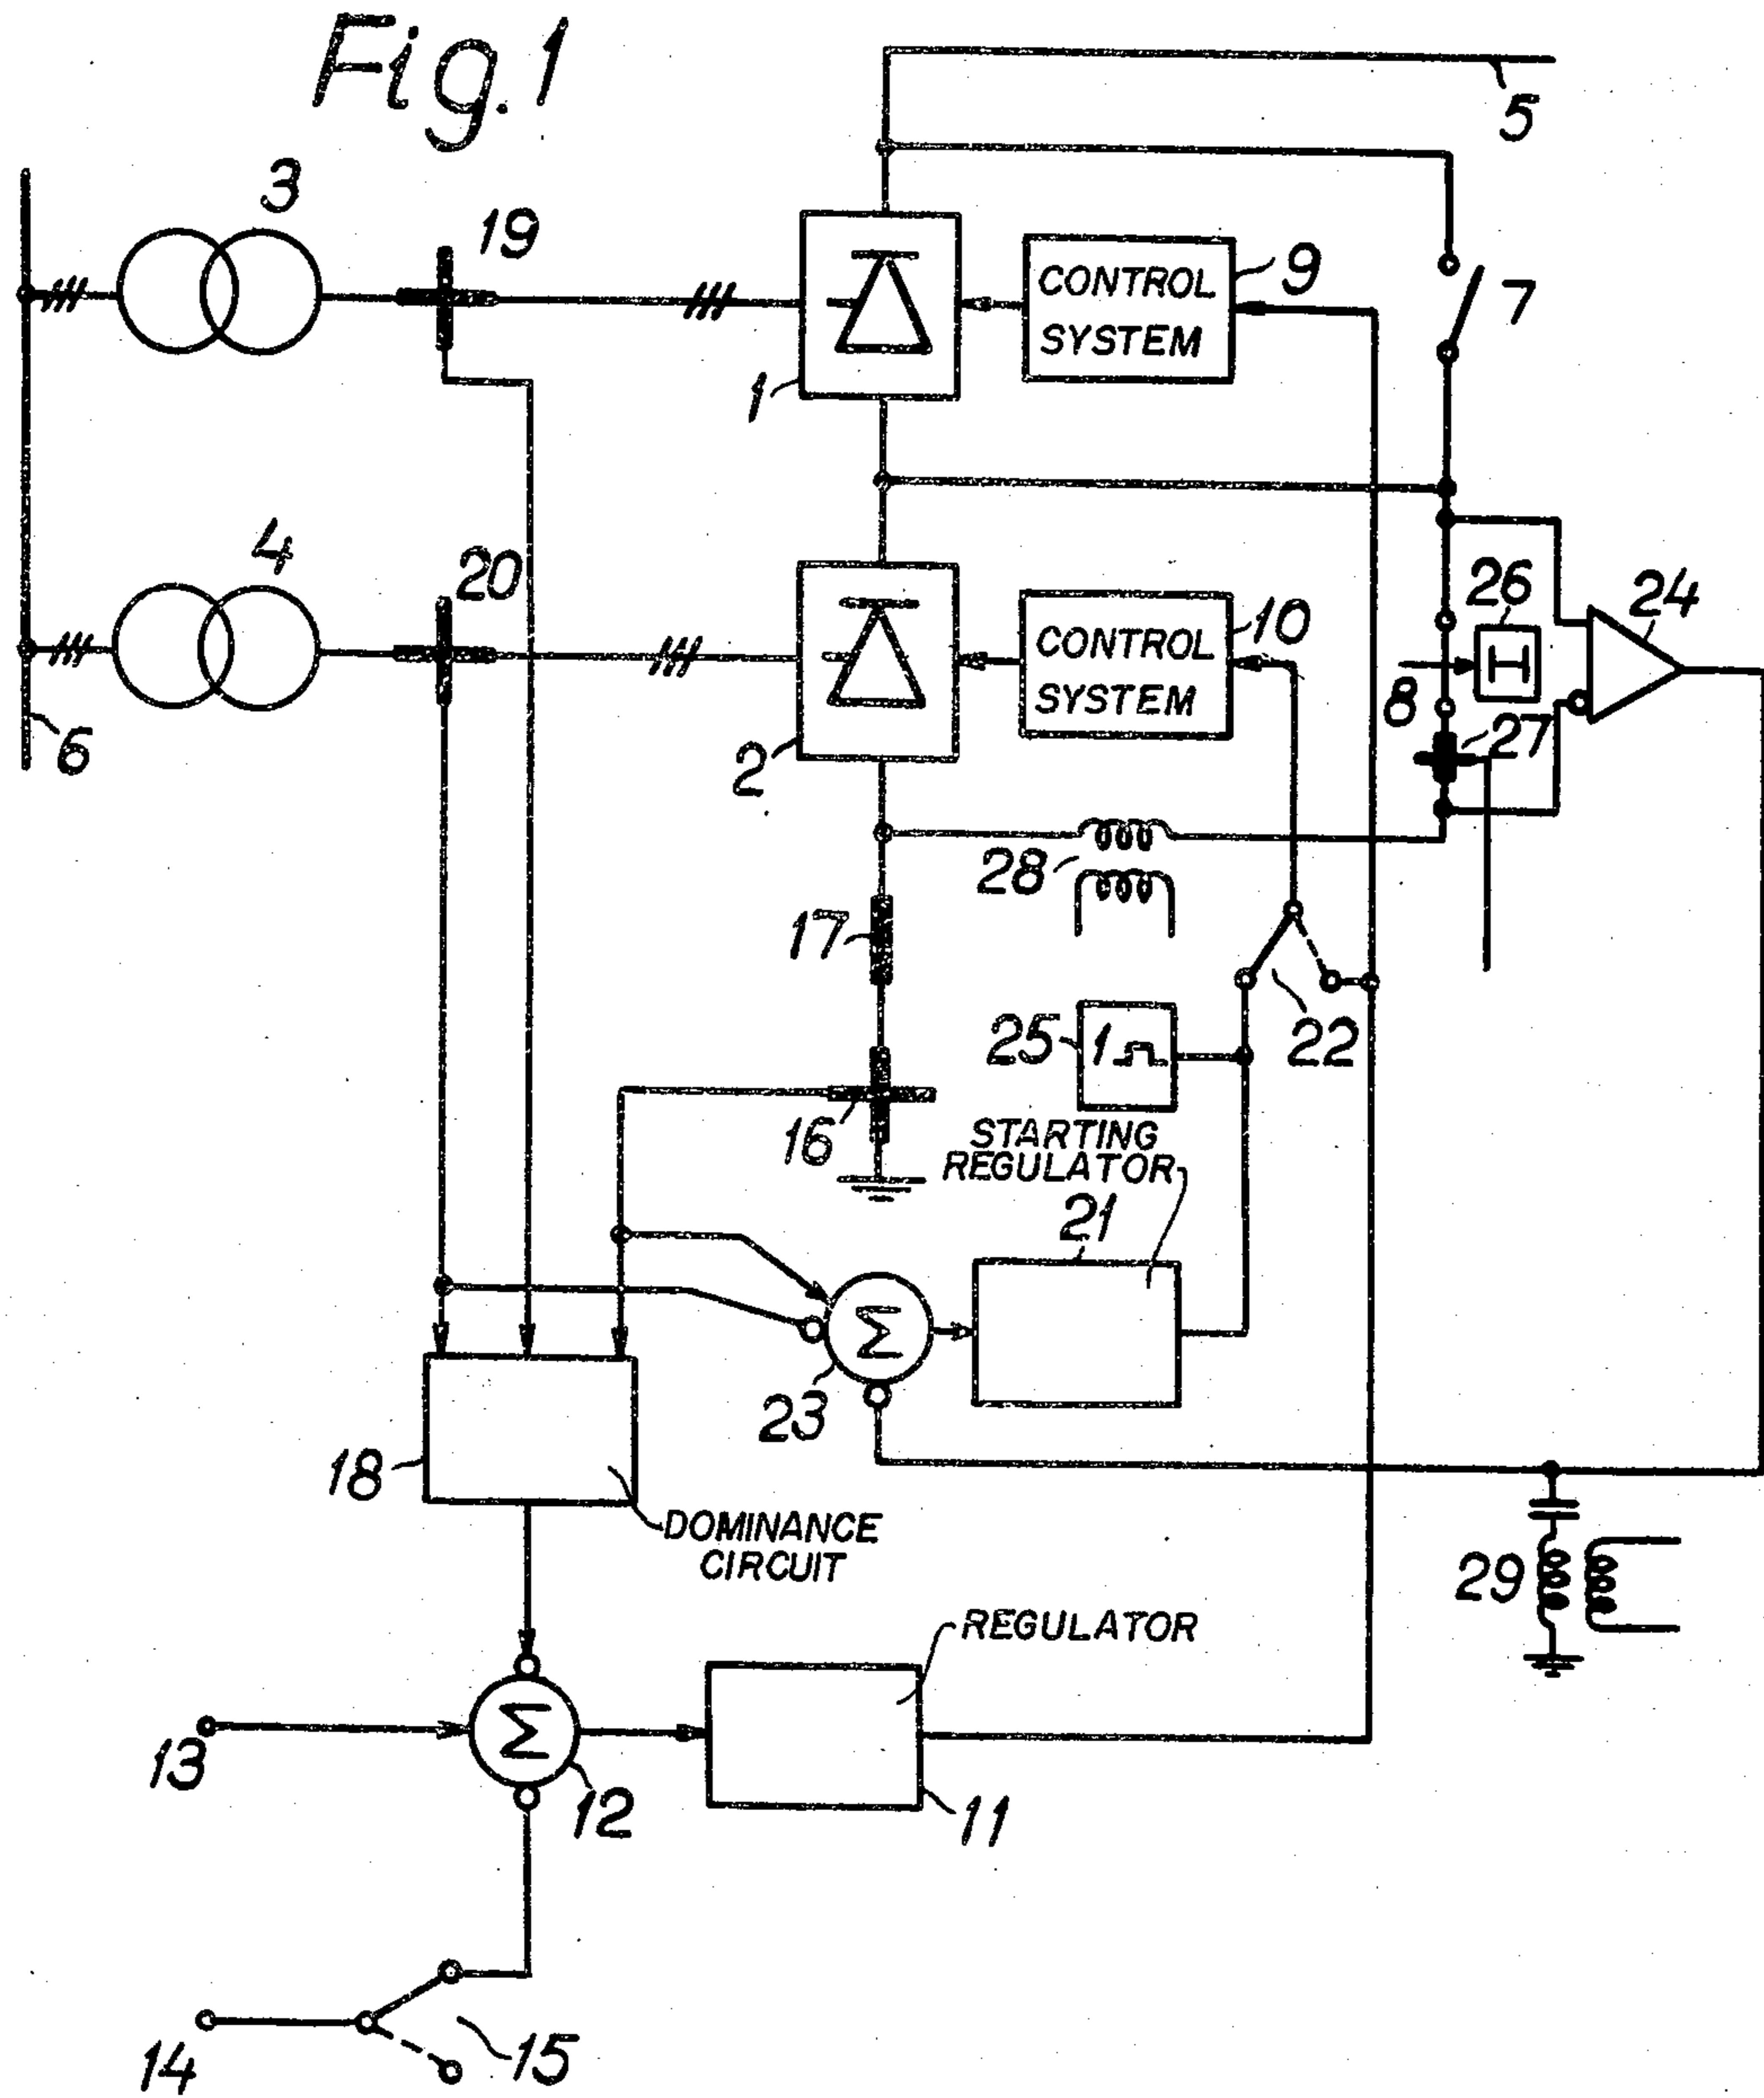 Fig. 1
5
3
19
CONTROL
SYSTEM
9
7
1
4
20
CONTROL
SYSTEM
10
26
24
8
27
6
2
28
17
22
25
1
16
STARTING
REGULATOR
21
Σ
23
18
DOMINANCE
CIRCUIT
29
REGULATOR
13
Σ
12
11
14
15